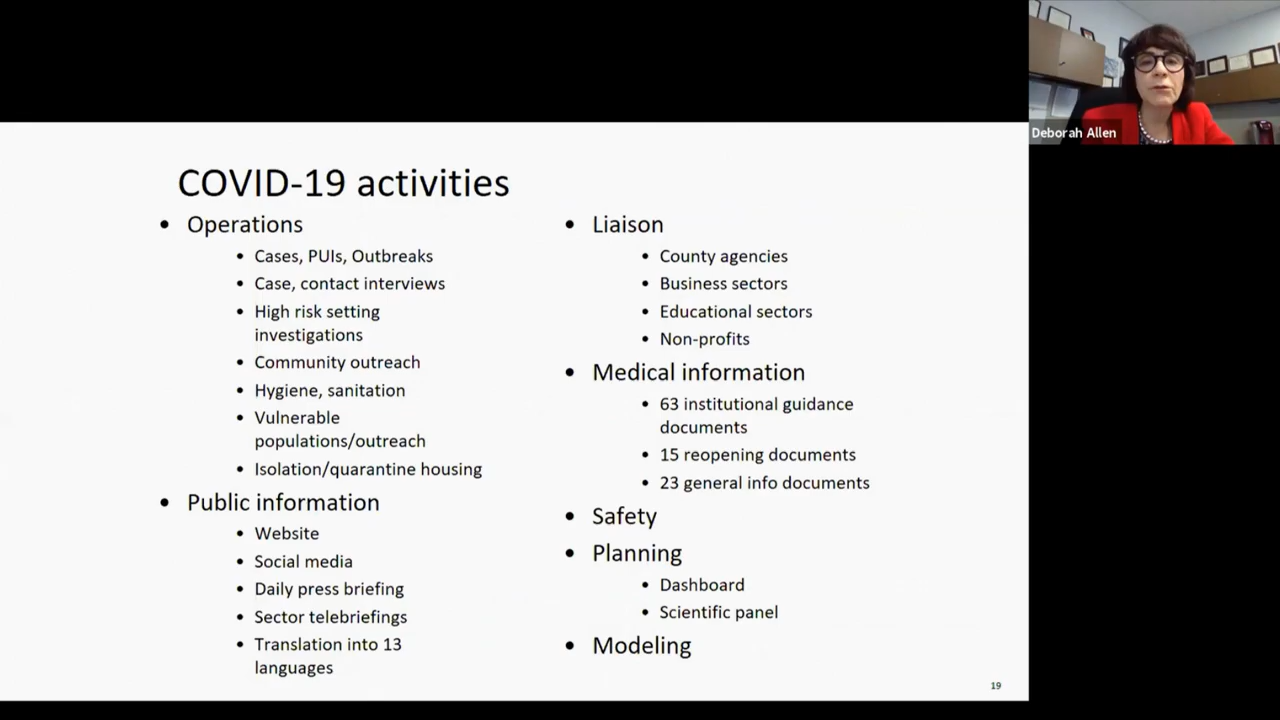 COVID-19 activities
• Operations
• Cases, PUIs, Outbreaks
• Case, contact interviews
• High risk setting
investigations
• Community outreach
• Hygiene, sanitation
• Vulnerable
populations/outreach
• Isolation/quarantine housing
• Public information
• Website
• Social media
• Daily press briefing
• Sector telebriefings
• Translation into 13
languages
• Liaison
• County agencies
• Business sectors
• Educational sectors
• Non-profits
• Medical information
• 63 institutional guidance
documents
• 15 reopening documents
• 23 general info documents
• Safety
• Planning
• Dashboard
• Scientific panel
• Modeling
19
Deborah Allen